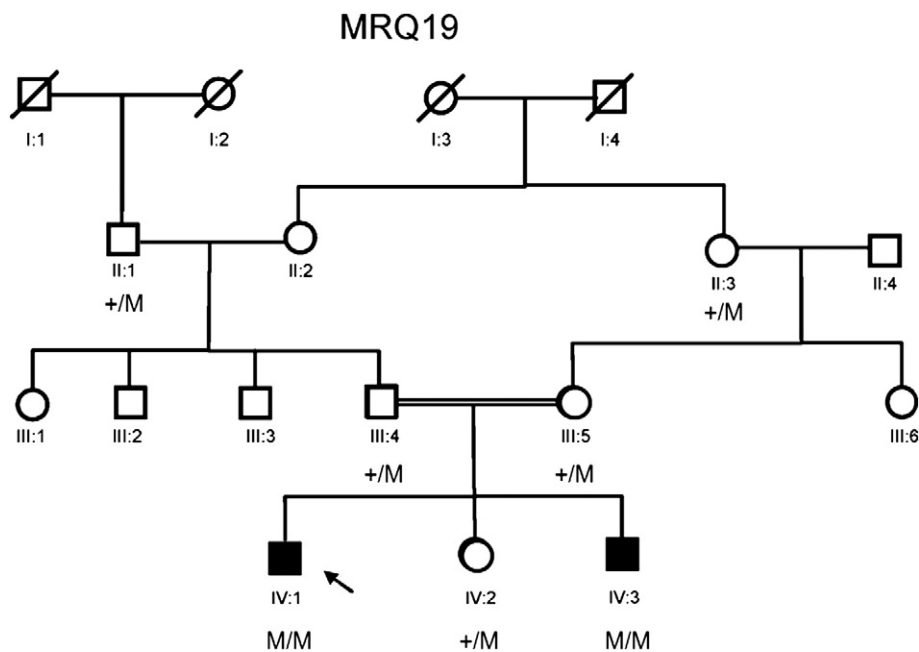 MRQ19
I:1 I:2 I:3 I:4
II:1 II:2 II:3 II:4
+/M +/M
III:1 III:2 III:3 III:4 III:5 III:6
+/M +/M
IV:1 IV:2 IV:3
M/M +/M M/M